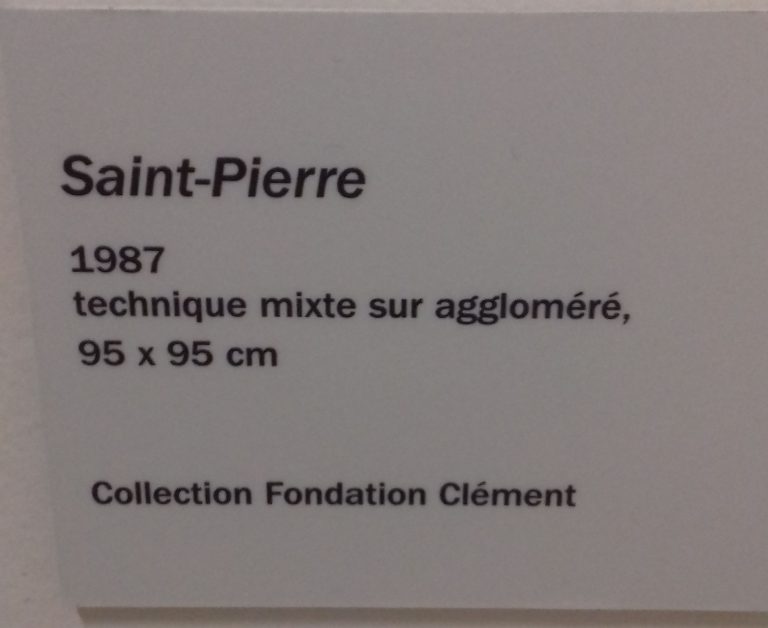 Saint-Pierre
1987
technique mixte sur aggloméré,
95 x 95 cm
Collection Fondation Clément